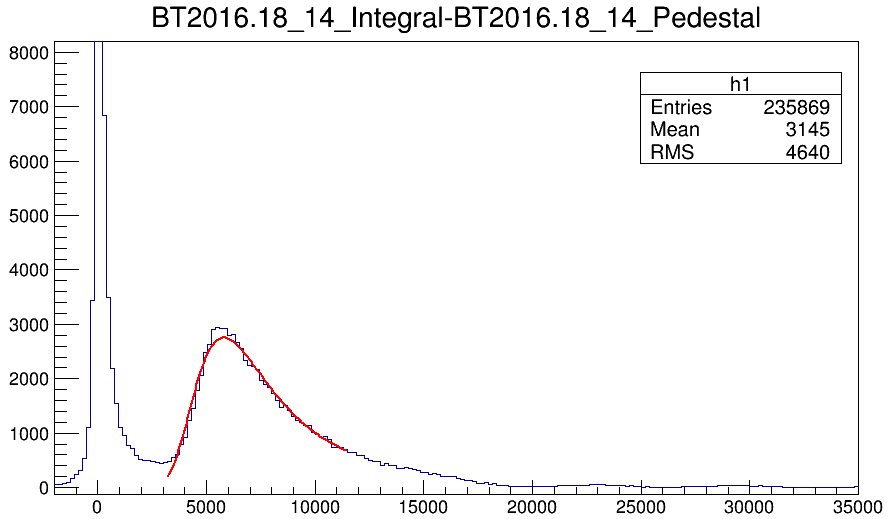 BT2016.18_14_Integral-BT2016.18_14_Pedestal
h1
Entries 235869
Mean 3145
RMS 4640
8000
7000
6000
5000
4000
3000
2000
1000
0
0 5000 10000 15000 20000 25000 30000 35000